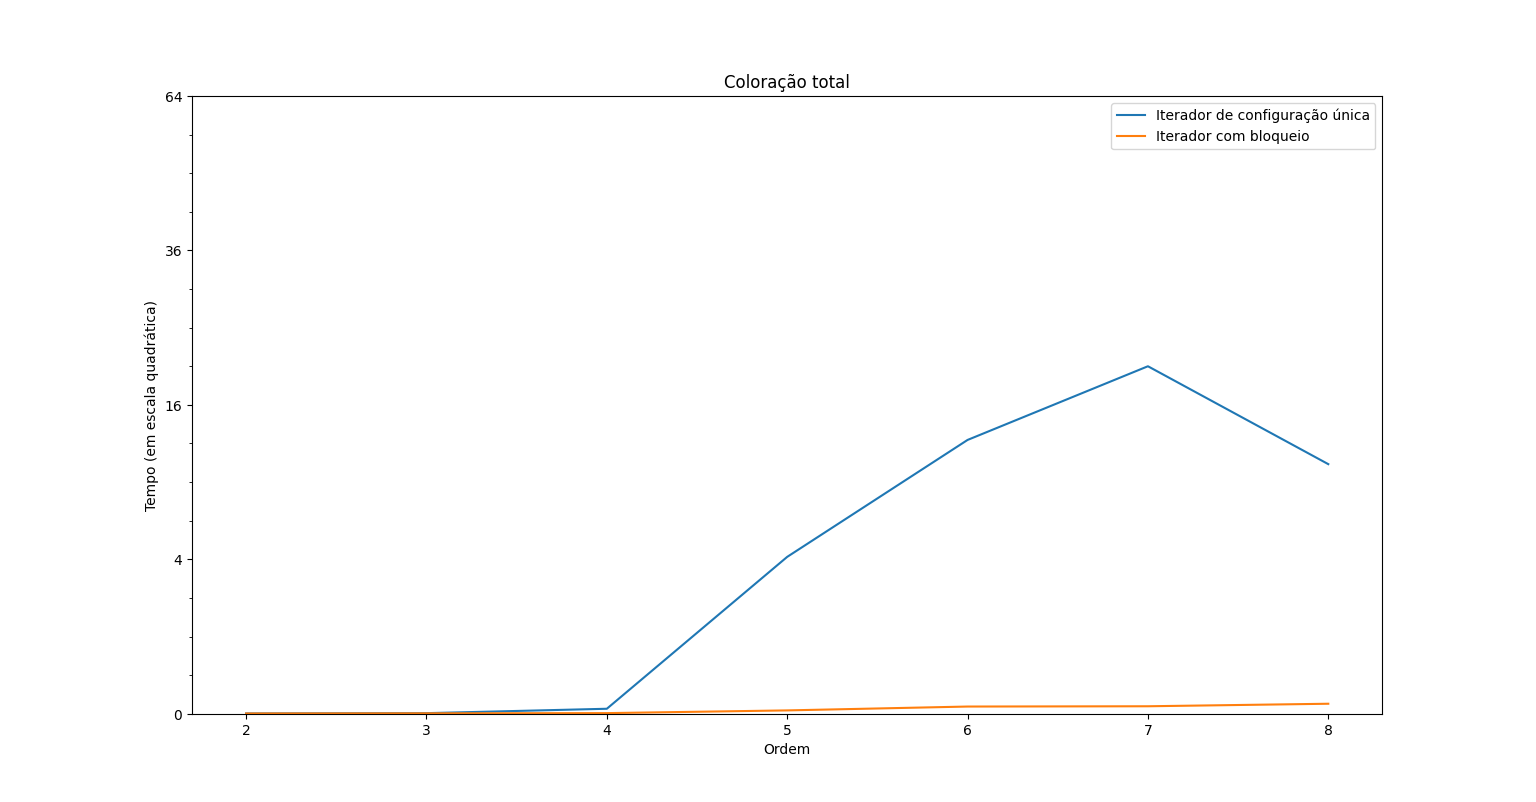 Coloração total
64
36
16
4
0
Tempo (em escala quadrática)
Iterador de configuração única
Iterador com bloqueio
2 3 4 5 6 7 8
Ordem